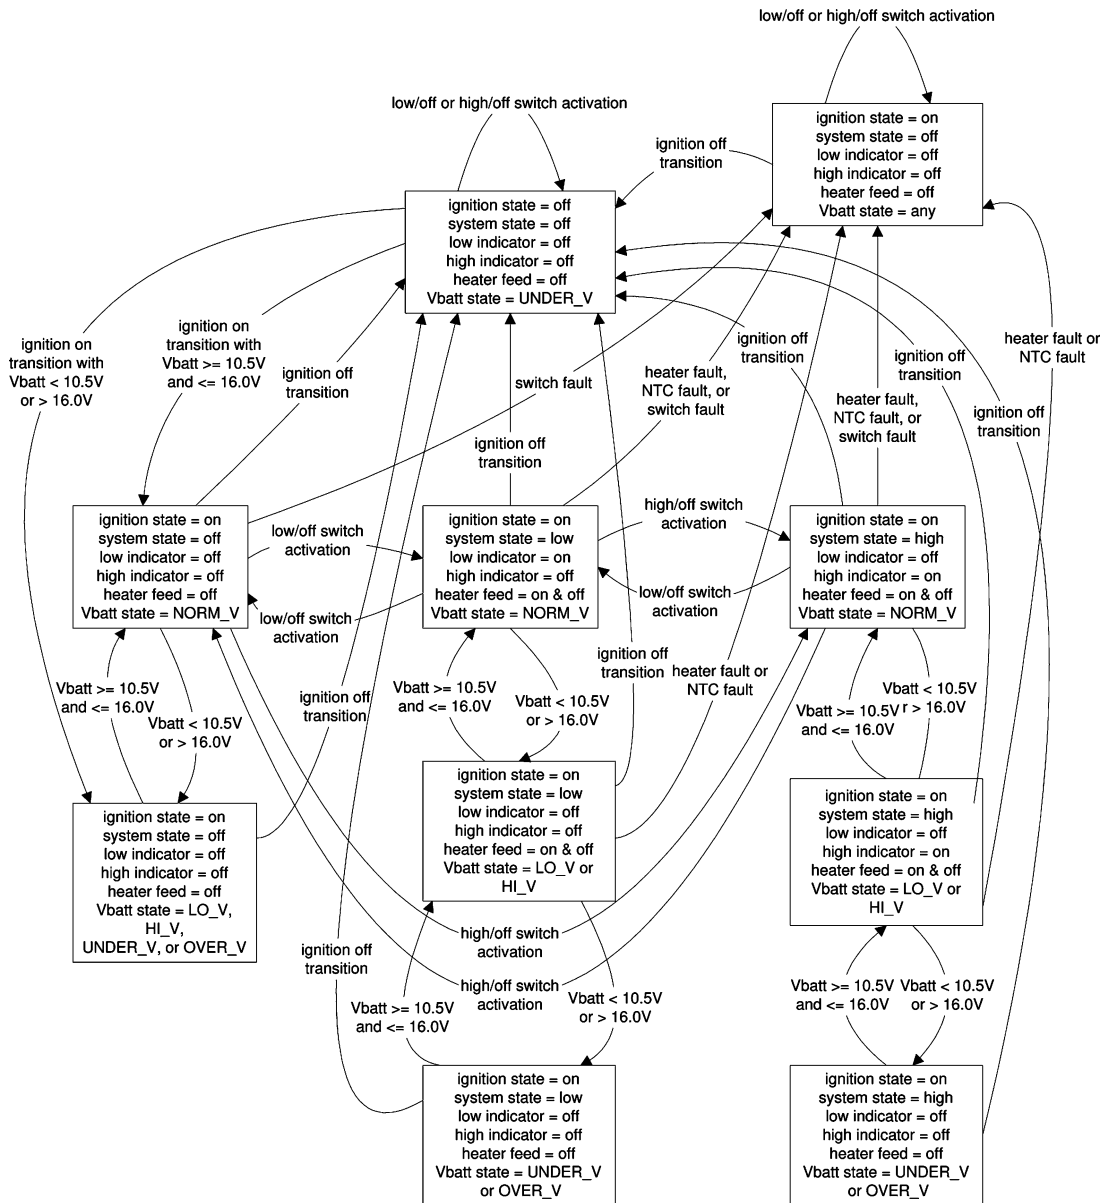 low/off or high/off switch activation
low/off or high/off switch activation
ignition state = on
system state = off
low indicator = off
high indicator = off
heater feed = off
Vbatt state = any
ignition off
transition
ignition state = off
system state = off
low indicator = off
high indicator = off
heater feed = off
Vbatt state = UNDER_V
ignition on
transition with
Vbatt < 10.5V
or > 16.0V
ignition on
transition with
Vbatt >= 10.5V
and <= 16.0V
ignition off
transition
switch fault
heater fault,
NTC fault, or
switch fault
ignition off
transition
heater fault,
NTC fault, or
switch fault
ignition off
transition
heater fault or
NTC fault
ignition off
transition
ignition off
transition
ignition state = on
system state = off
low indicator = off
high indicator = off
heater feed = off
Vbatt state = NORM_V
low/off switch
activation
low/off switch
activation
ignition state = on
system state = low
low indicator = on
high indicator = off
heater feed = on & off
Vbatt state = NORM_V
high/off switch
activation
low/off switch
activation
ignition state = on
system state = high
low indicator = off
high indicator = on
heater feed = on & off
Vbatt state = NORM_V
Vbatt >= 10.5V
and <= 16.0V
Vbatt < 10.5V
or > 16.0V
ignition off
transition
Vbatt >= 10.5V
and <= 16.0V
Vbatt < 10.5V
or > 16.0V
ignition off
transition
heater fault or
NTC fault
Vbatt >= 10.5V
and <= 16.0V
Vbatt < 10.5V
r > 16.0V
ignition state = on
system state = off
low indicator = off
high indicator = off
heater feed = off
Vbatt state = LO_V,
HI_V,
UNDER_V, or OVER_V
ignition state = on
system state = low
low indicator = off
high indicator = off
heater feed = on & off
Vbatt state = LO_V or
HI_V
ignition state = on
system state = high
low indicator = off
high indicator = on
heater feed = on & off
Vbatt state = LO_V or
HI_V
ignition off
transition
high/off switch
activation
high/off switch
activation
Vbatt >= 10.5V
and <= 16.0V
Vbatt < 10.5V
or > 16.0V
Vbatt >= 10.5V
and <= 16.0V
Vbatt < 10.5V
or > 16.0V
ignition state = on
system state = low
low indicator = off
high indicator = off
heater feed = off
Vbatt state = UNDER_V
or OVER_V
ignition state = on
system state = high
low indicator = off
high indicator = off
heater feed = off
Vbatt state = UNDER_V
or OVER_V